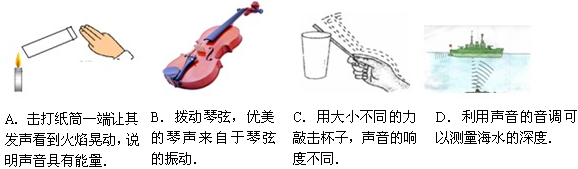 A. 击打纸筒一端让其
发声看到火焰晃动,说
明声音具有能量.
B. 拨动琴弦,优美
的琴声来自于琴弦
的振动.
C. 用大小不同的力
敲击杯子,声音的响
度不同.
D. 利用声音的音调可
以测量海水的深度.